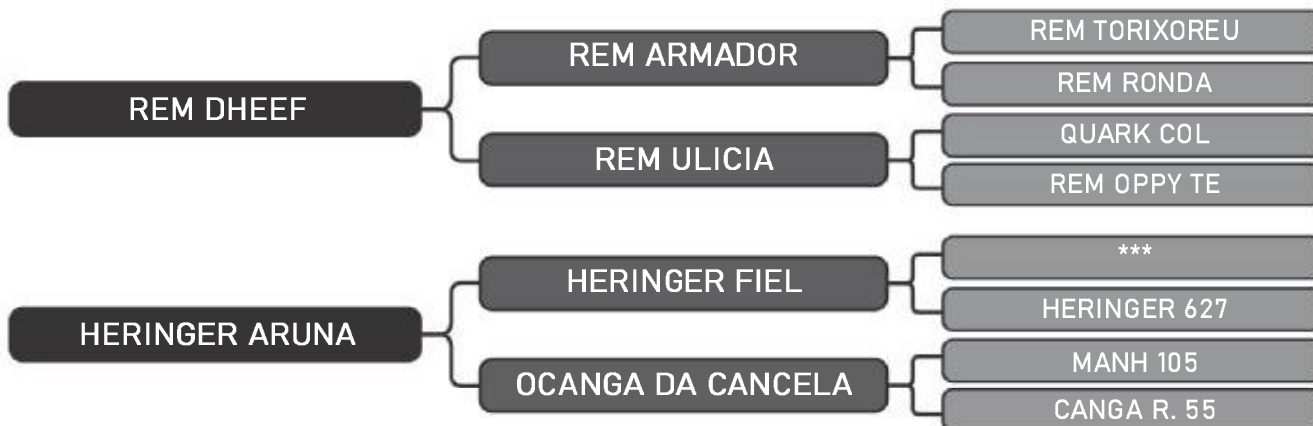 REM DHEEF
REM ARMADOR
REM TORIXOREU
REM RONDA
REM ULICIA
QUARK COL
REM OPPY TE
HERINGER ARUNA
HERINGER FIEL
***
HERINGER 627
OCANGA DA CANCELA
MANH 105
CANGA R. 55